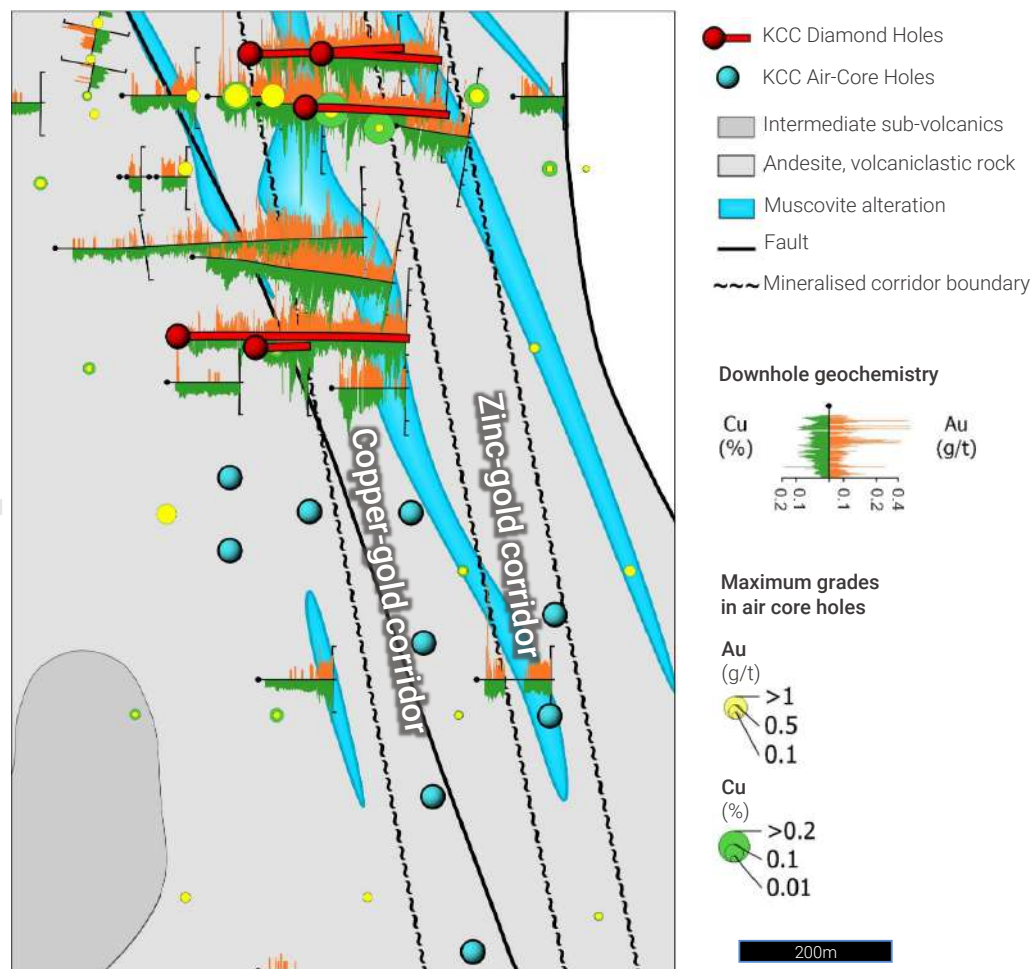 KCC Diamond Holes
KCC Air-Core Holes
Intermediate sub-volcanics
Andesite, volcaniclastic rock
Muscovite alteration
Fault
Mineralised corridor boundary
Downhole geochemistry
Cu
(%)
Au
(g/t)
0.2
0.1
0.1
0.2
0.4
Maximum grades
in air core holes
Au
(g/t)
>1
0.5
0.1
Cu
(%)
>0.2
0.1
0.01
200m
Copper-gold corridor
Zinc-gold corridor